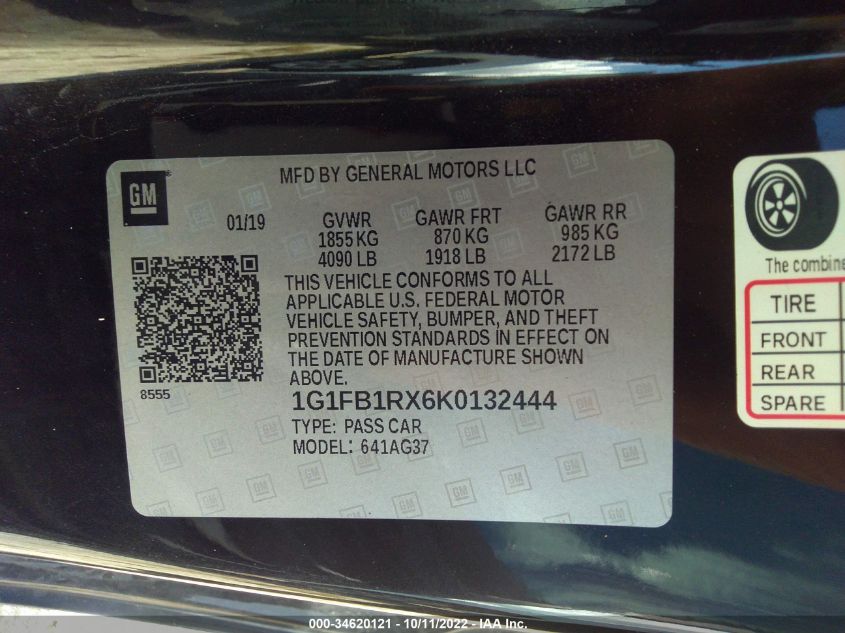 GM
MFD BY GENERAL MOTORS LLC
01/19
GVWR GAWR FRT GAWR RR
1855 KG 870 KG 985 KG
4090 LB 1918 LB 2172 LB
THIS VEHICLE CONFORMS TO ALL
APPLICABLE U.S. FEDERAL MOTOR
VEHICLE SAFETY, BUMPER, AND THEFT
PREVENTION STANDARDS IN EFFECT ON
THE DATE OF MANUFACTURE SHOWN
ABOVE.
8555
1G1FB1RX6K0132444
TYPE: PASS CAR
MODEL: 641AG37
The combine
TIRE
FRONT
REAR
SPARE
000-34620121 - 10/11/2022 - IAA Inc.